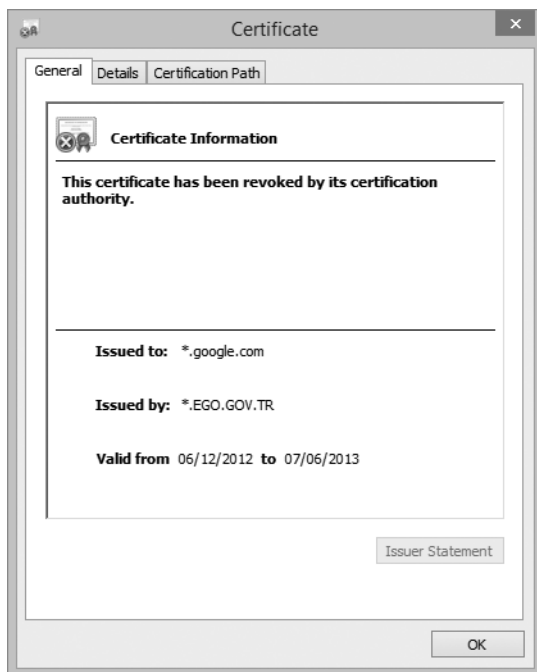 Certificate
General Details Certification Path
Certificate Information
This certificate has been revoked by its certification
authority.
Issued to: *.google.com
Issued by: *.EGO.GOV.TR
Valid from 06/12/2012 to 07/06/2013
Issuer Statement
OK